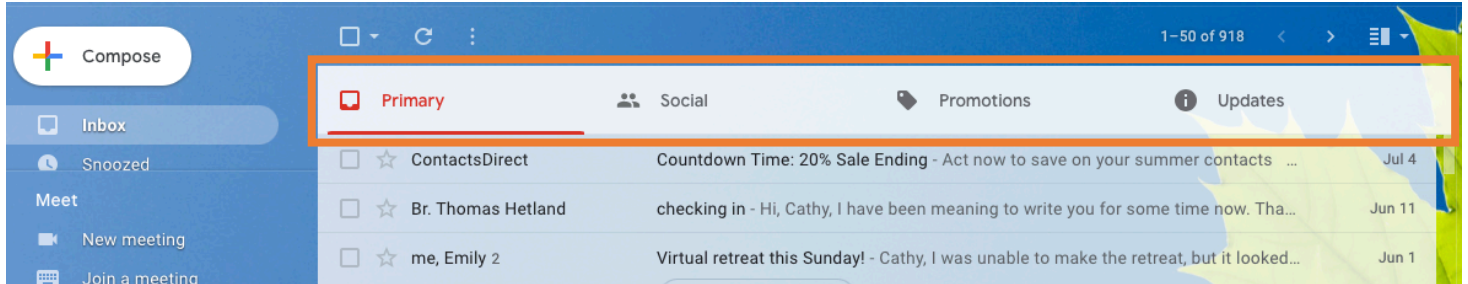 Compose
1–50 of 918
Primary
Social
Promotions
Updates
Inbox
Snoozed
ContactsDirect
Countdown Time: 20% Sale Ending - Act now to save on your summer contacts ...
Jul 4
Meet
Br. Thomas Hetland
checking in - Hi, Cathy, I have been meaning to write you for some time now. Tha...
Jun 11
New meeting
me, Emily 2
Virtual retreat this Sunday! - Cathy, I was unable to make the retreat, but it looked...
Jun 1
Join a meeting